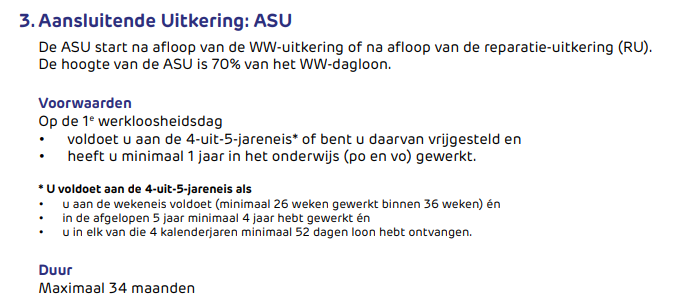 3. Aansluitende Uitkering: ASU
De ASU start na afloop van de WW-uitkering of na afloop van de reparatie-uitkering (RU).
De hoogte van de ASU is 70% van het WW-dagloon.
Voorwaarden
Op de 1e werkloosheidsdag
• voldoet u aan de 4-uit-5-jareneis* of bent u daarvan vrijgesteld en
• heeft u minimaal 1 jaar in het onderwijs (po en vo) gewerkt.
* U voldoet aan de 4-uit-5-jareneis als
• u aan de wekeneis voldoet (minimaal 26 weken gewerkt binnen 36 weken) én
• in de afgelopen 5 jaar minimaal 4 jaar hebt gewerkt én
• u in elk van die 4 kalenderjaren minimaal 52 dagen loon hebt ontvangen.
Duur
Maximaal 34 maanden